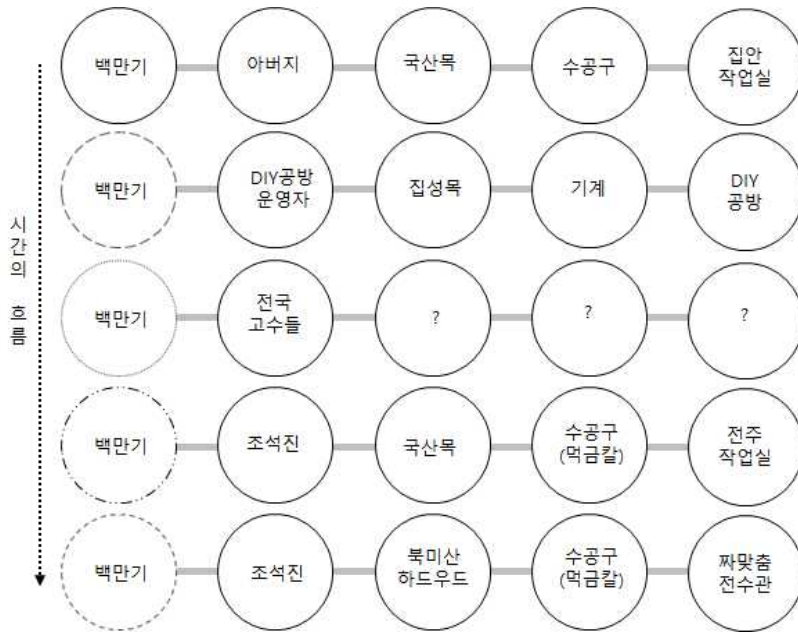 백만기
아버지
국산목
수공구
집안
작업실
백만기
DIY공방
운영자
집성목
기계
DIY
공방
시간의 흐름
백만기
전국
고수들
?
?
?
백만기
조석진
국산목
수공구
(먹금칼)
전주
작업실
백만기
조석진
북미산
하드우드
수공구
(먹금칼)
짜맞춤
전수관